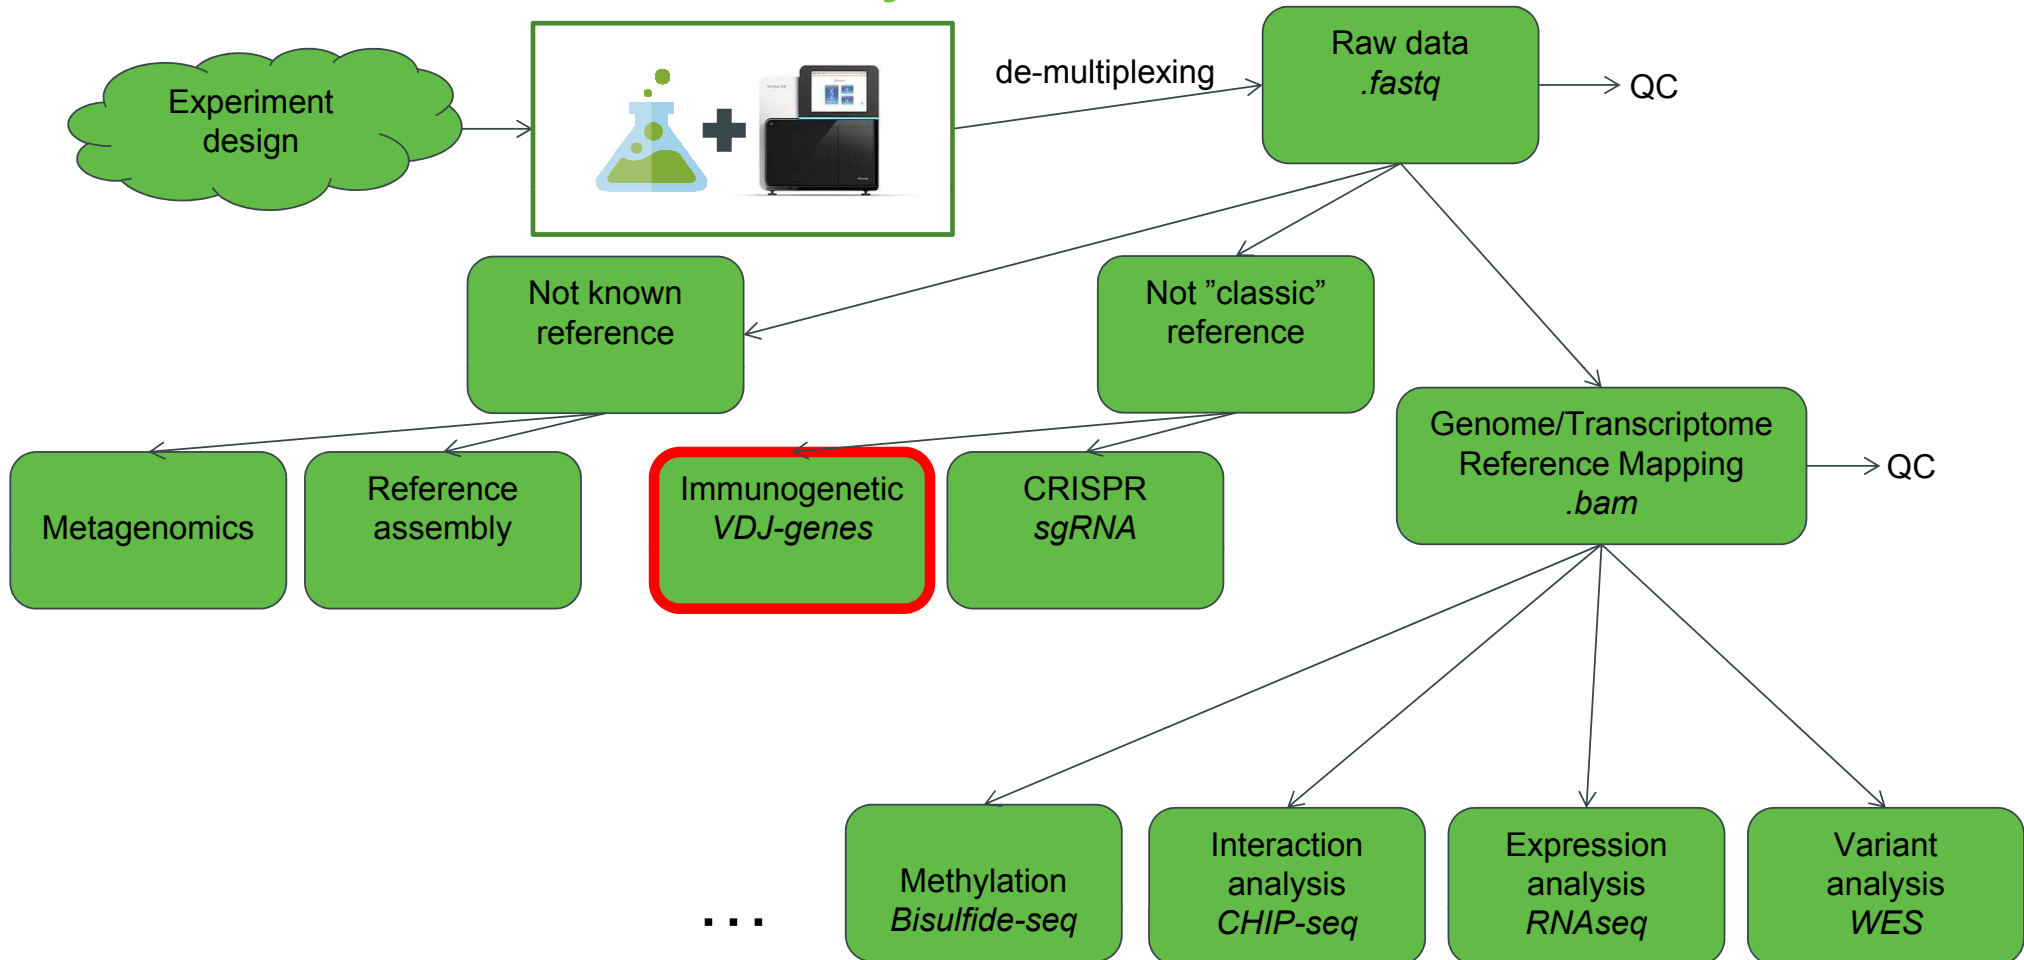 Experiment
design
de-multiplexing
Raw data
.fastq
QC
Not known
reference
Not ”classic”
reference
Genome/Transcriptome
Reference Mapping
.bam
QC
Metagenomics
Reference
assembly
Immunogenetic
VDJ-genes
CRISPR
sgRNA
...
Methylation
Bisulfide-seq
Interaction
analysis
CHIP-seq
Expression
analysis
RNAseq
Variant
analysis
WES